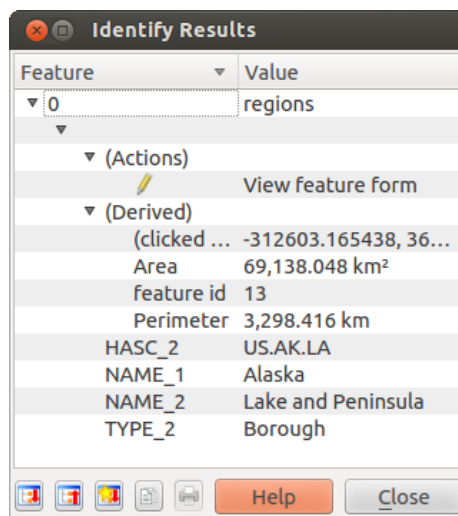 Identify Results
Feature Value
0 regions
(Actions)
View feature form
(Derived)
(clicked ... -312603.165438, 36...
Area 69,138.048 km²
feature id 13
Perimeter 3,298.416 km
HASC_2 US.AK.LA
NAME_1 Alaska
NAME_2 Lake and Peninsula
TYPE_2 Borough
Help Close